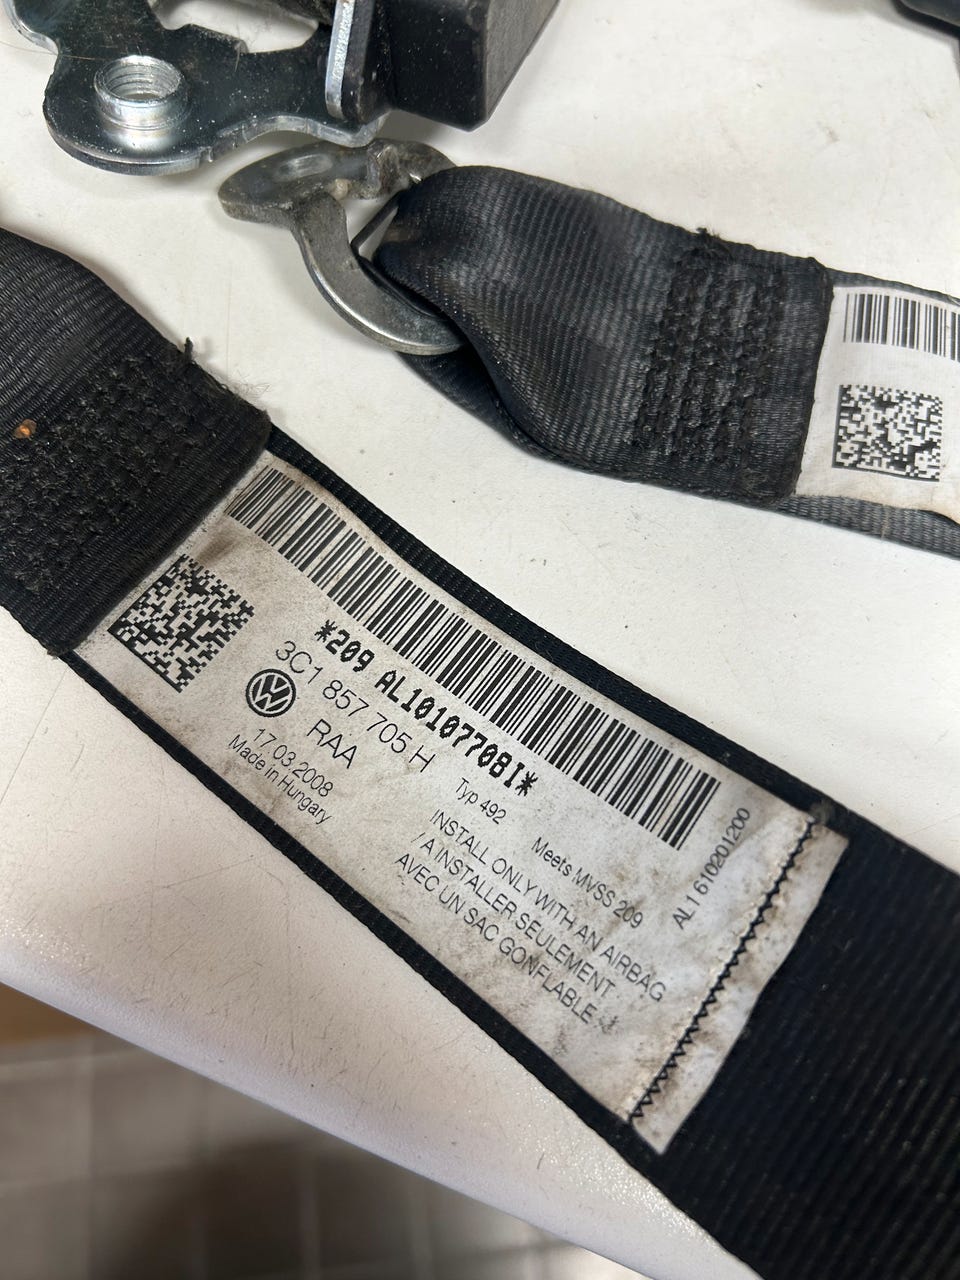 *209 AL10107708I*
3C1 857 705 H
RAA
17.03.2008
Made in Hungary
Typ 492
Meets MVSS 209
INSTALL ONLY WITH AN AIRBAG
/ A INSTALLER SEULEMENT
AVEC UN SAC GONFLABLE
AL1 610201200